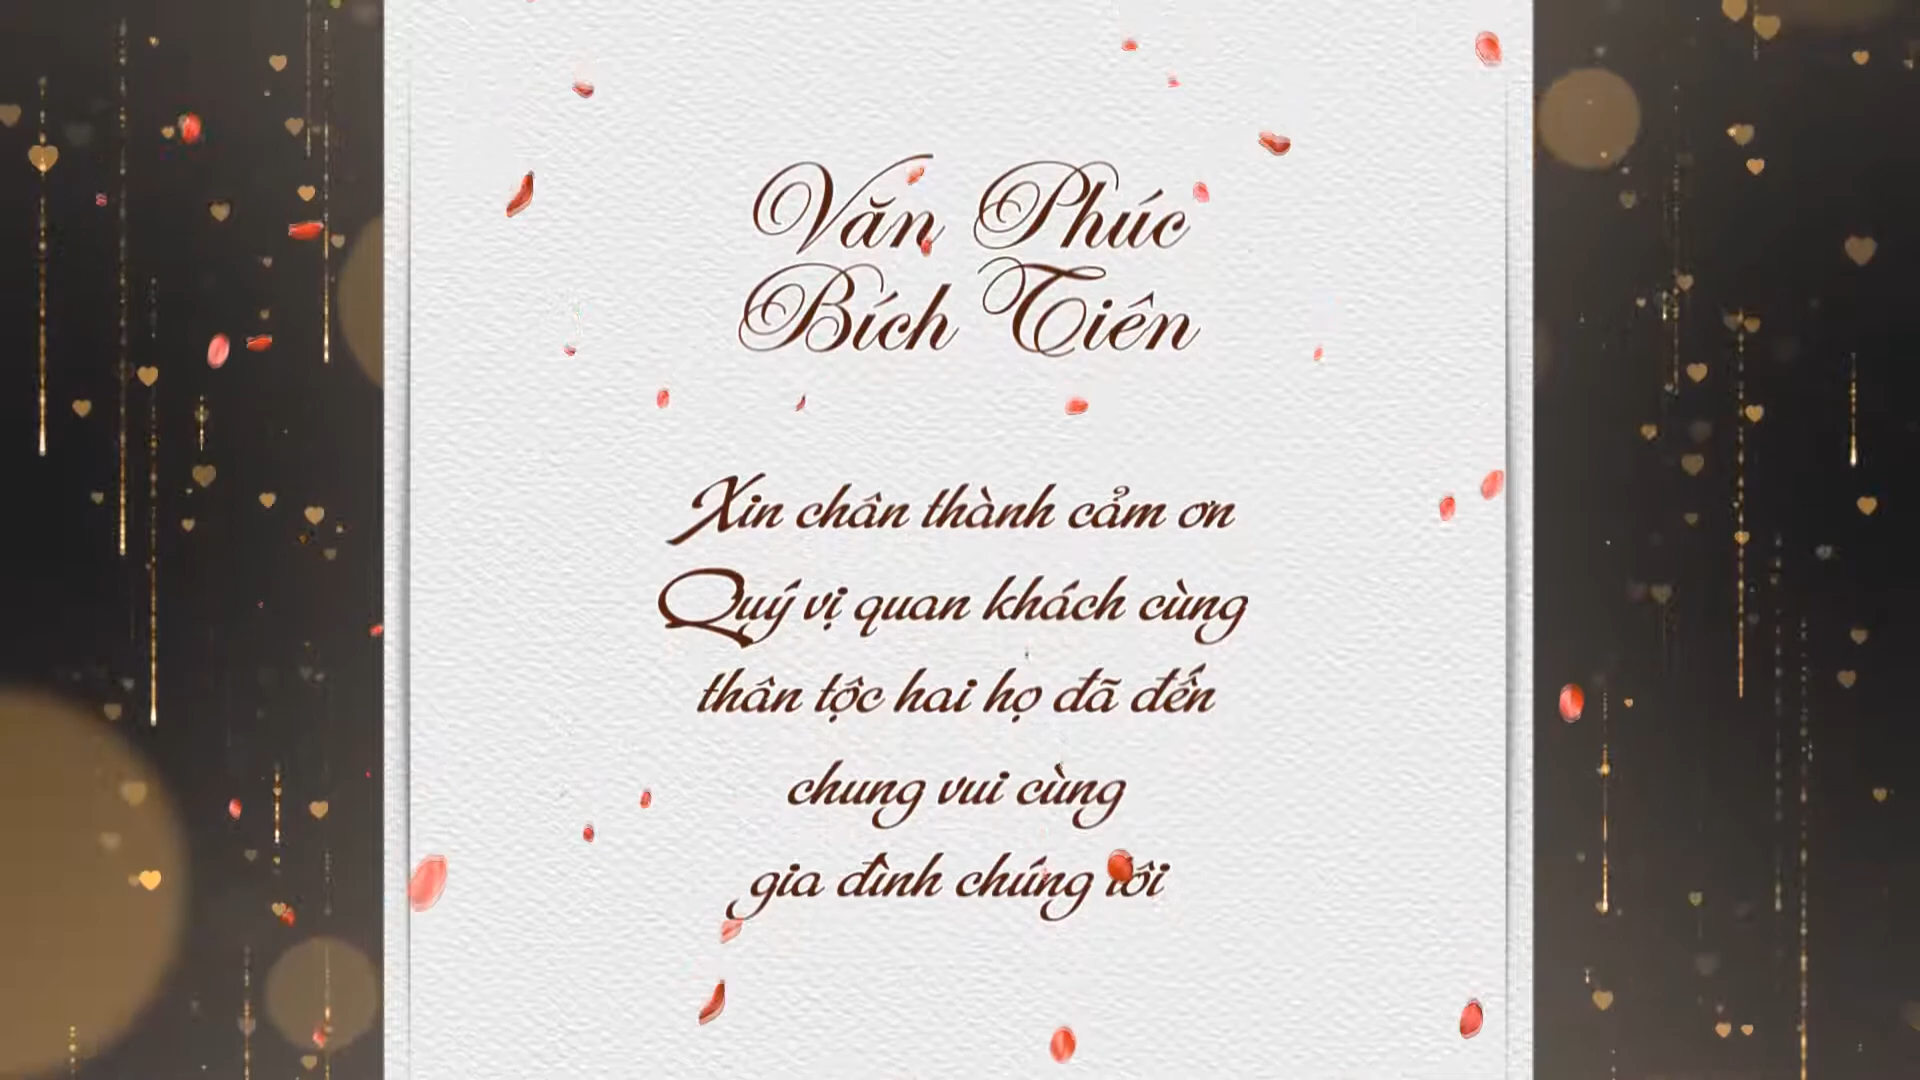 Văn Phúc
Bích Tiên
Xin chân thành cảm ơn
Quý vị quan khách cùng
thân tộc hai họ đã đến
chung vui cùng
gia đình chúng tôi